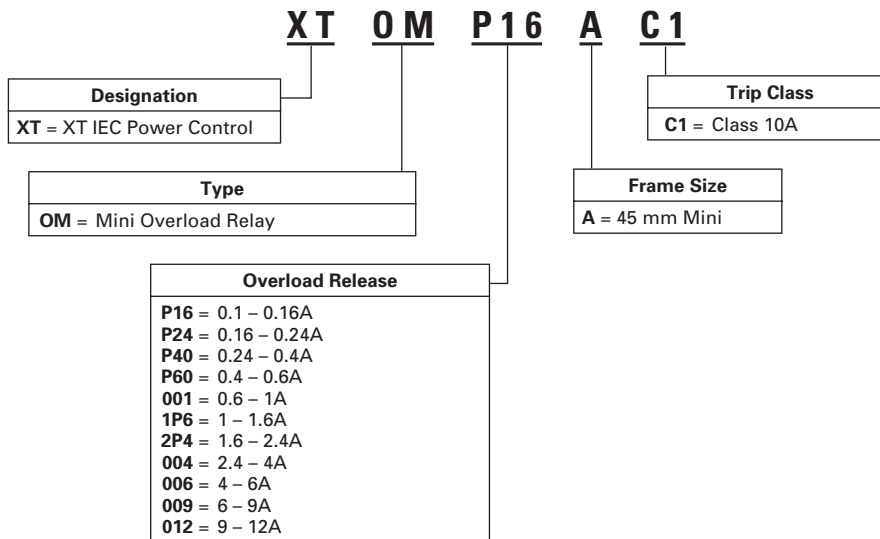 XT OM P16 A C1
Designation
XT = XT IEC Power Control
Trip Class
C1 = Class 10A
Type
OM = Mini Overload Relay
Frame Size
A = 45 mm Mini
Overload Release
P16 = 0.1 – 0.16A
P24 = 0.16 – 0.24A
P40 = 0.24 – 0.4A
P60 = 0.4 – 0.6A
001 = 0.6 – 1A
1P6 = 1 – 1.6A
2P4 = 1.6 – 2.4A
004 = 2.4 – 4A
006 = 4 – 6A
009 = 6 – 9A
012 = 9 – 12A